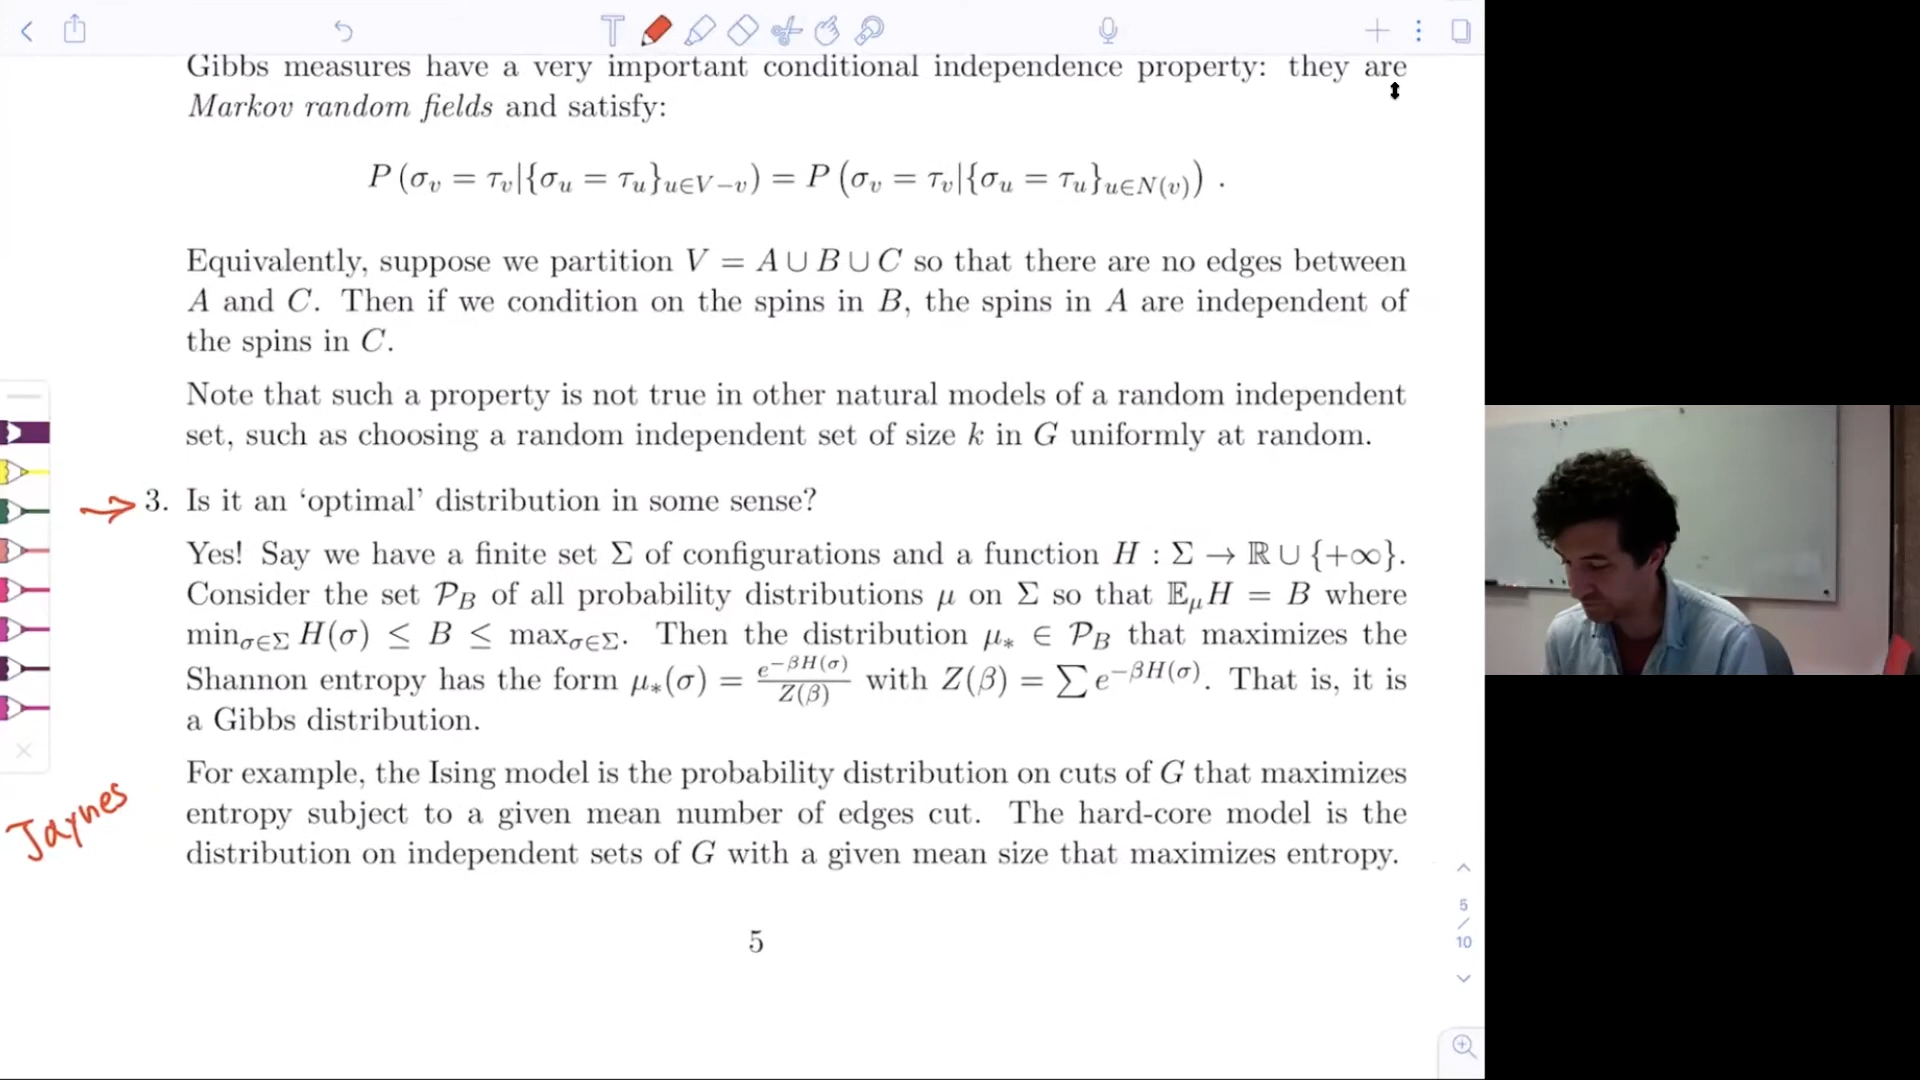 Gibbs measures have a very important conditional independence property: they are
Markov random fields and satisfy:
P (σ_v = τ_v|{σ_u = τ_u}_{u∈V−v}) = P (σ_v = τ_v|{σ_u = τ_u}_{u∈N(v)}) .
Equivalently, suppose we partition V = A ∪ B ∪ C so that there are no edges between
A and C. Then if we condition on the spins in B, the spins in A are independent of
the spins in C.
Note that such a property is not true in other natural models of a random independent
set, such as choosing a random independent set of size k in G uniformly at random.
3. Is it an ‘optimal’ distribution in some sense?
Yes! Say we have a finite set Σ of configurations and a function H : Σ → ℝ ∪ {+∞}.
Consider the set 𝒫_B of all probability distributions μ on Σ so that 𝔼_μH = B where
min_{σ∈Σ} H(σ) ≤ B ≤ max_{σ∈Σ}. Then the distribution μ_* ∈ 𝒫_B that maximizes the
Shannon entropy has the form μ_*(σ) = e^{−βH(σ)}/Z(β) with Z(β) = ∑ e^{−βH(σ)}. That is, it is
a Gibbs distribution.
For example, the Ising model is the probability distribution on cuts of G that maximizes
entropy subject to a given mean number of edges cut. The hard-core model is the
distribution on independent sets of G with a given mean size that maximizes entropy.
Jaynes
5
5
/
10